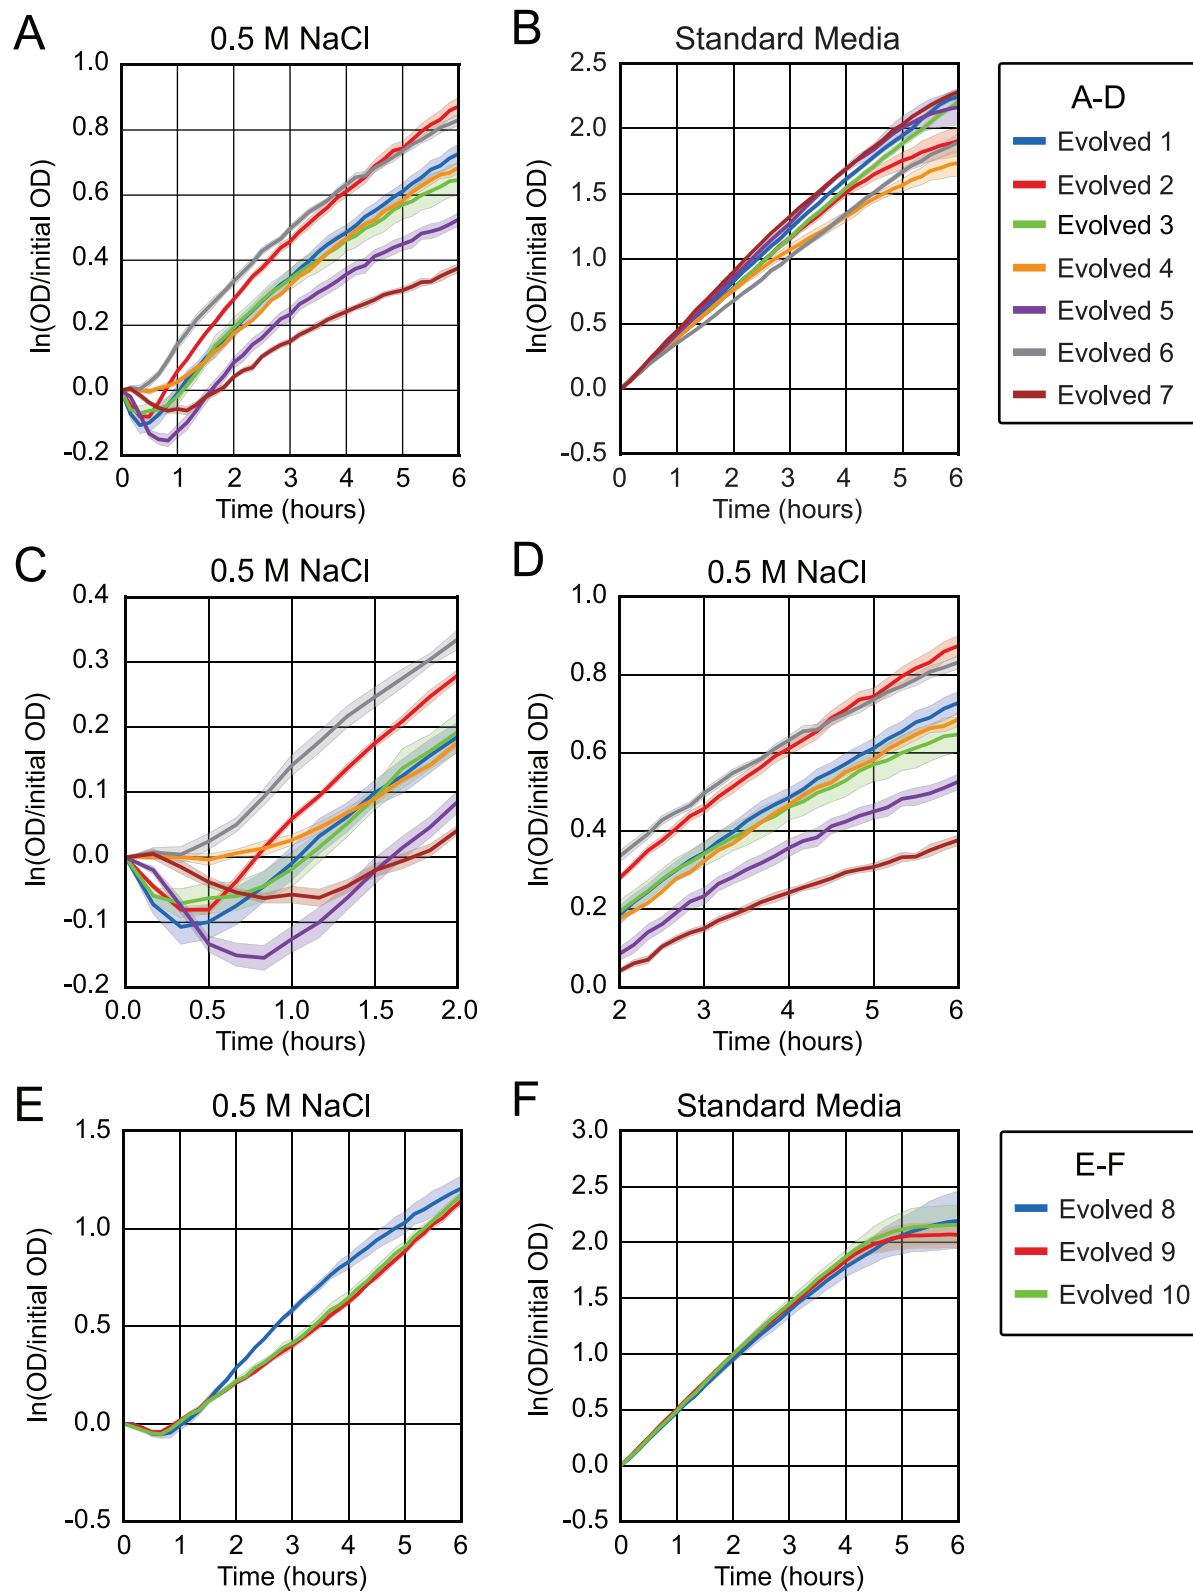 A
0.5 M NaCl
1.0
0.8
0.6
0.4
0.2
0.0
-0.2
ln(OD/initial OD)
0 1 2 3 4 5 6
Time (hours)
B
Standard Media
2.5
2.0
1.5
1.0
0.5
0.0
-0.5
ln(OD/initial OD)
0 1 2 3 4 5 6
Time (hours)
A-D
Evolved 1
Evolved 2
Evolved 3
Evolved 4
Evolved 5
Evolved 6
Evolved 7
C
0.5 M NaCl
0.4
0.3
0.2
0.1
0.0
-0.1
-0.2
ln(OD/initial OD)
0.0 0.5 1.0 1.5 2.0
Time (hours)
D
0.5 M NaCl
1.0
0.8
0.6
0.4
0.2
0.0
ln(OD/initial OD)
2 3 4 5 6
Time (hours)
E
0.5 M NaCl
1.5
1.0
0.5
0.0
-0.5
ln(OD/initial OD)
0 1 2 3 4 5 6
Time (hours)
F
Standard Media
3.0
2.5
2.0
1.5
1.0
0.5
0.0
-0.5
ln(OD/initial OD)
0 1 2 3 4 5 6
Time (hours)
E-F
Evolved 8
Evolved 9
Evolved 10